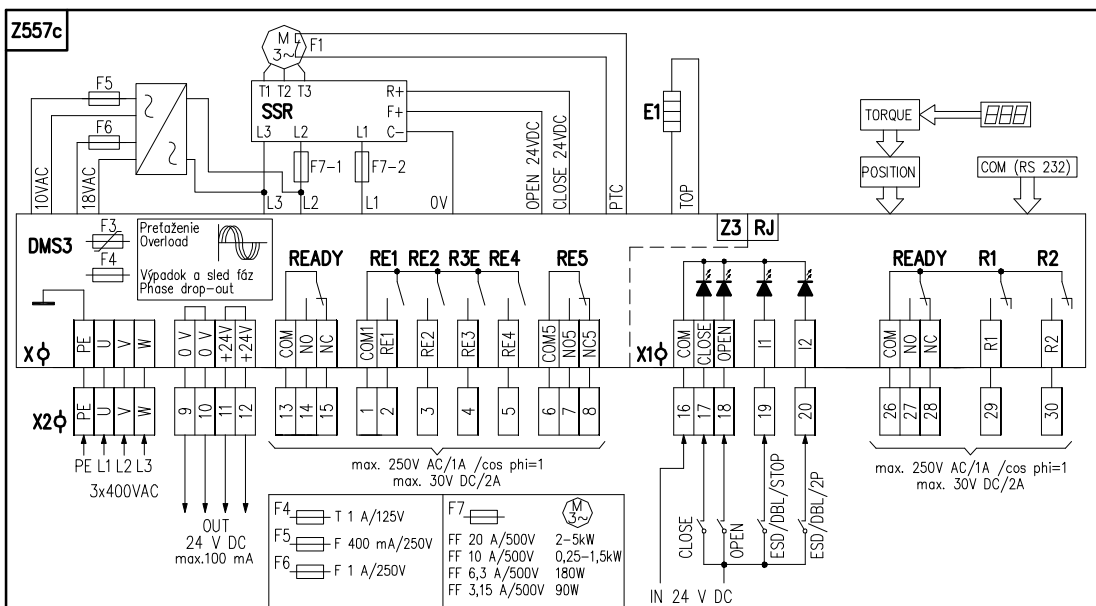 Z557c
M
3~
F1
F5
T1 T2 T3
SSR
R+
F+
C-
L3 L2 L1
F6
F7-1
F7-2
E1
TORQUE
POSITION
COM (RS 232)
10VAC
18VAC
L3 L2 L1 0V
OPEN 24VDC
CLOSE 24VDC
PTC
TOP
DMS3
F3
Preťaženie
Overload
F4
Výpadok a sled fáz
Phase drop-out
Z3 RJ
READY RE1 RE2 R3E RE4 RE5
READY R1 R2
X
PE U V W
0 V 0 V +24V +24V
COM NO NC
COM1 RE1 RE2 RE3 RE4
COM5 NO5 NC5
X1
COM CLOSE OPEN I1 I2
COM NO NC R1 R2
X2
PE U V W
9 10 11 12
13 14 15
1 2 3 4 5
6 7 8
16 17 18 19 20
26 27 28 29 30
PE L1 L2 L3
3x400VAC
max. 250V AC/1A /cos phi=1
max. 30V DC/2A
max. 250V AC/1A /cos phi=1
max. 30V DC/2A
OUT
24 V DC
max.100 mA
F4 T 1 A/125V
F5 F 400 mA/250V
F6 F 1 A/250V
F7
M
3~
FF 20 A/500V 2-5kW
FF 10 A/500V 0,25-1,5kW
FF 6,3 A/500V 180W
FF 3,15 A/500V 90W
CLOSE
OPEN
ESD/DBL/STOP
ESD/DBL/2P
IN 24 V DC